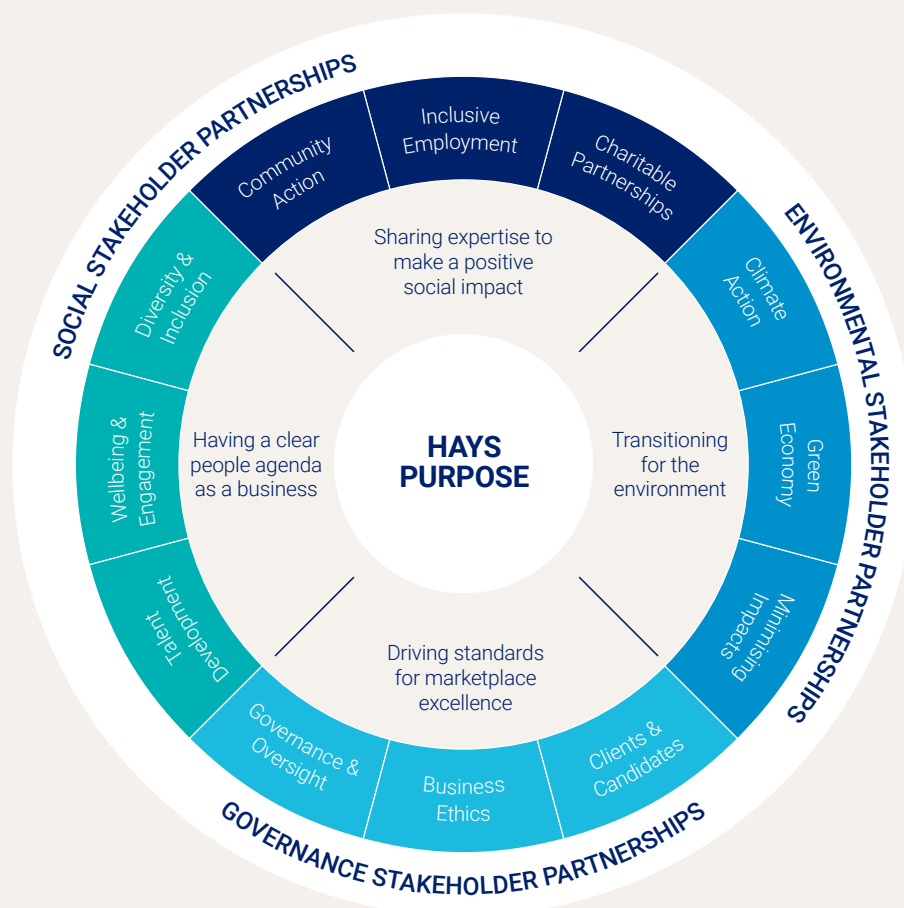 SOCIAL STAKEHOLDER PARTNERSHIPS
ENVIRONMENTAL STAKEHOLDER PARTNERSHIPS
GOVERNANCE STAKEHOLDER PARTNERSHIPS
Community
Action
Inclusive
Employment
Charitable
Partnerships
Climate
Action
Green
Economy
Minimising
Impacts
Clients &
Candidates
Business
Ethics
Governance &
Oversight
Talent
Development
Wellbeing &
Engagement
Diversity &
Inclusion
Sharing expertise to
make a positive
social impact
Transitioning
for the
environment
Driving standards
for marketplace
excellence
Having a clear
people agenda
as a business
HAYS
PURPOSE